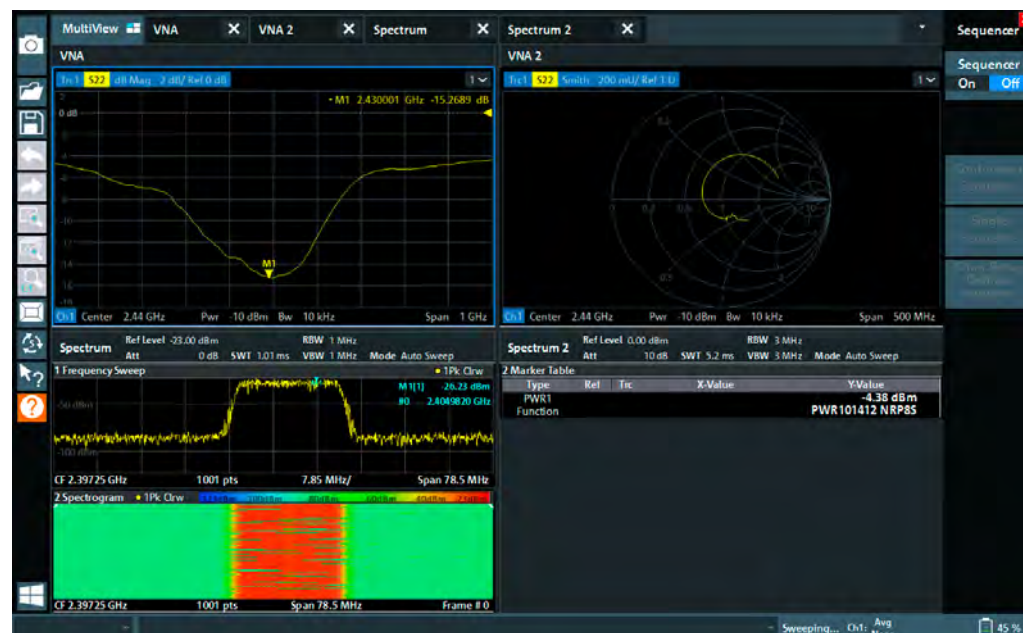 MultiView VNA X VNA 2 X Spectrum X Spectrum 2 X Sequencer
VNA
VNA 2
Sequencer
On Off
Trc1 S22 dB Mag 2 dB/ Ref 0 dB 1
Trc1 S22 Smith 200 mU/ Ref 1 U 1
M1 2.430001 GHz -15.2689 dB
0 dB
M1
Ch1 Center 2.44 GHz Pwr -10 dBm Bw 10 kHz Span 1 GHz
Ch1 Center 2.44 GHz Pwr -10 dBm Bw 10 kHz Span 500 MHz
Spectrum
Ref Level -23.00 dBm RBW 1 MHz
Att 0 dB SWT 1.01 ms VBW 1 MHz Mode Auto Sweep
Spectrum 2
Ref Level 0.00 dBm RBW 3 MHz
Att 10 dB SWT 5.2 ms VBW 3 MHz Mode Auto Sweep
1 Frequency Sweep 1Pk Clrw
M1[1] -26.23 dBm
#0 2.4049820 GHz
-50 dBm
-100 dBm
CF 2.39725 GHz 1001 pts 7.85 MHz/ Span 78.5 MHz
2 Marker Table
Type Ref Trc X-Value Y-Value
PWR1 -4.38 dBm
Function PWR101412 NRP8S
2 Spectrogram 1Pk Clrw
CF 2.39725 GHz 1001 pts Span 78.5 MHz Frame # 0
Sweeping... Ch1: Avg
45 %